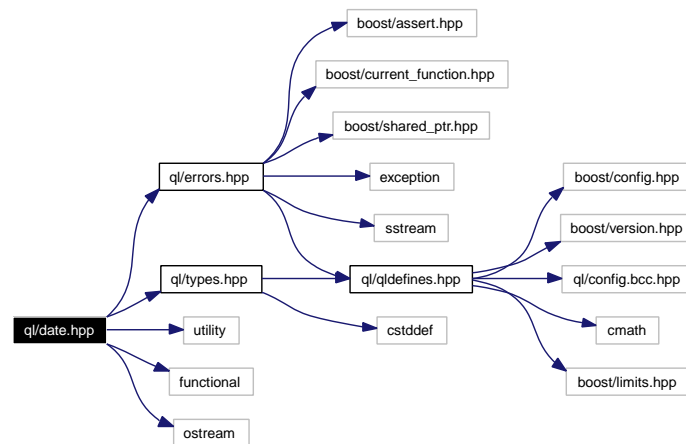 boost/assert.hpp
boost/current_function.hpp
boost/shared_ptr.hpp
ql/errors.hpp
exception
boost/config.hpp
sstream
boost/version.hpp
ql/types.hpp
ql/qldefines.hpp
ql/config.bcc.hpp
ql/date.hpp
utility
cstddef
cmath
functional
boost/limits.hpp
ostream